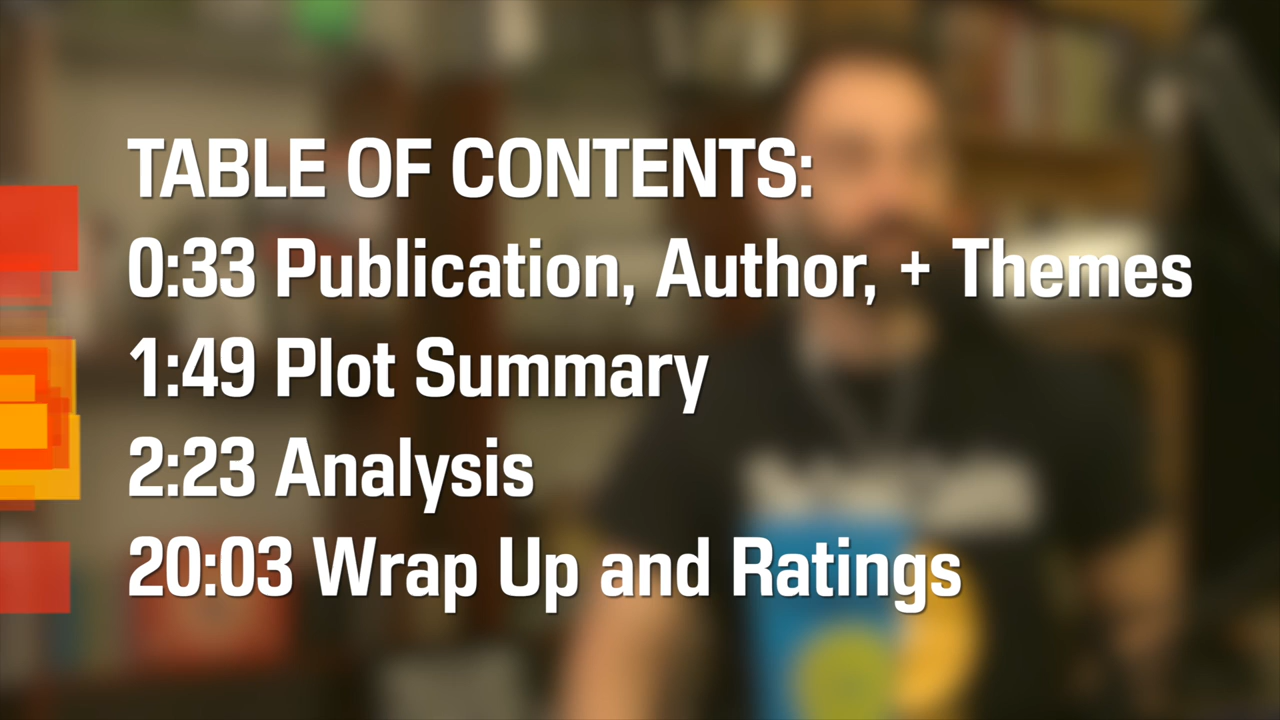 TABLE OF CONTENTS:
0:33 Publication, Author, + Themes
1:49 Plot Summary
2:23 Analysis
20:03 Wrap Up and Ratings